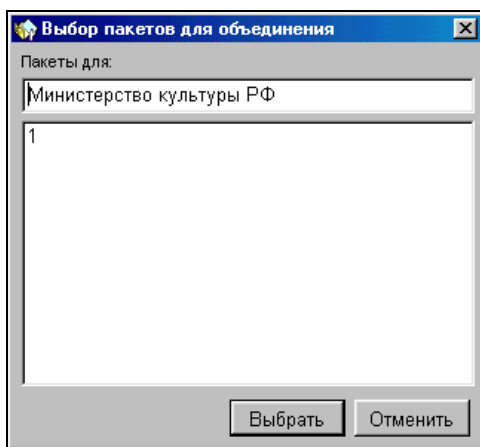 Выбор пакетов для объединения
Пакеты для:
Министерство культуры РФ
1
Выбрать Отменить